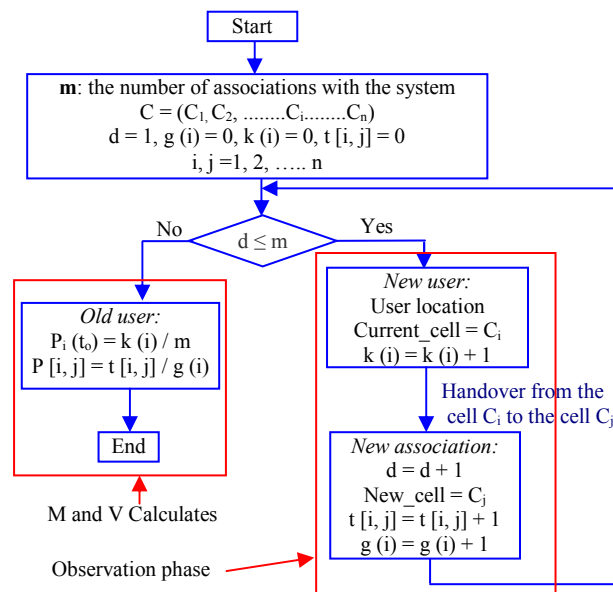 Start
m: the number of associations with the system
C = (C1, C2, ........Ci........Cn)
d = 1, g (i) = 0, k (i) = 0, t [i, j] = 0
i, j =1, 2, ….. n
No
Yes
d ≤ m
Old user:
Pi (to) = k (i) / m
P [i, j] = t [i, j] / g (i)
End
M and V Calculates
New user:
User location
Current_cell = Ci
k (i) = k (i) + 1
Handover from the
cell Ci to the cell Cj
New association:
d = d + 1
New_cell = Cj
t [i, j] = t [i, j] + 1
g (i) = g (i) + 1
Observation phase